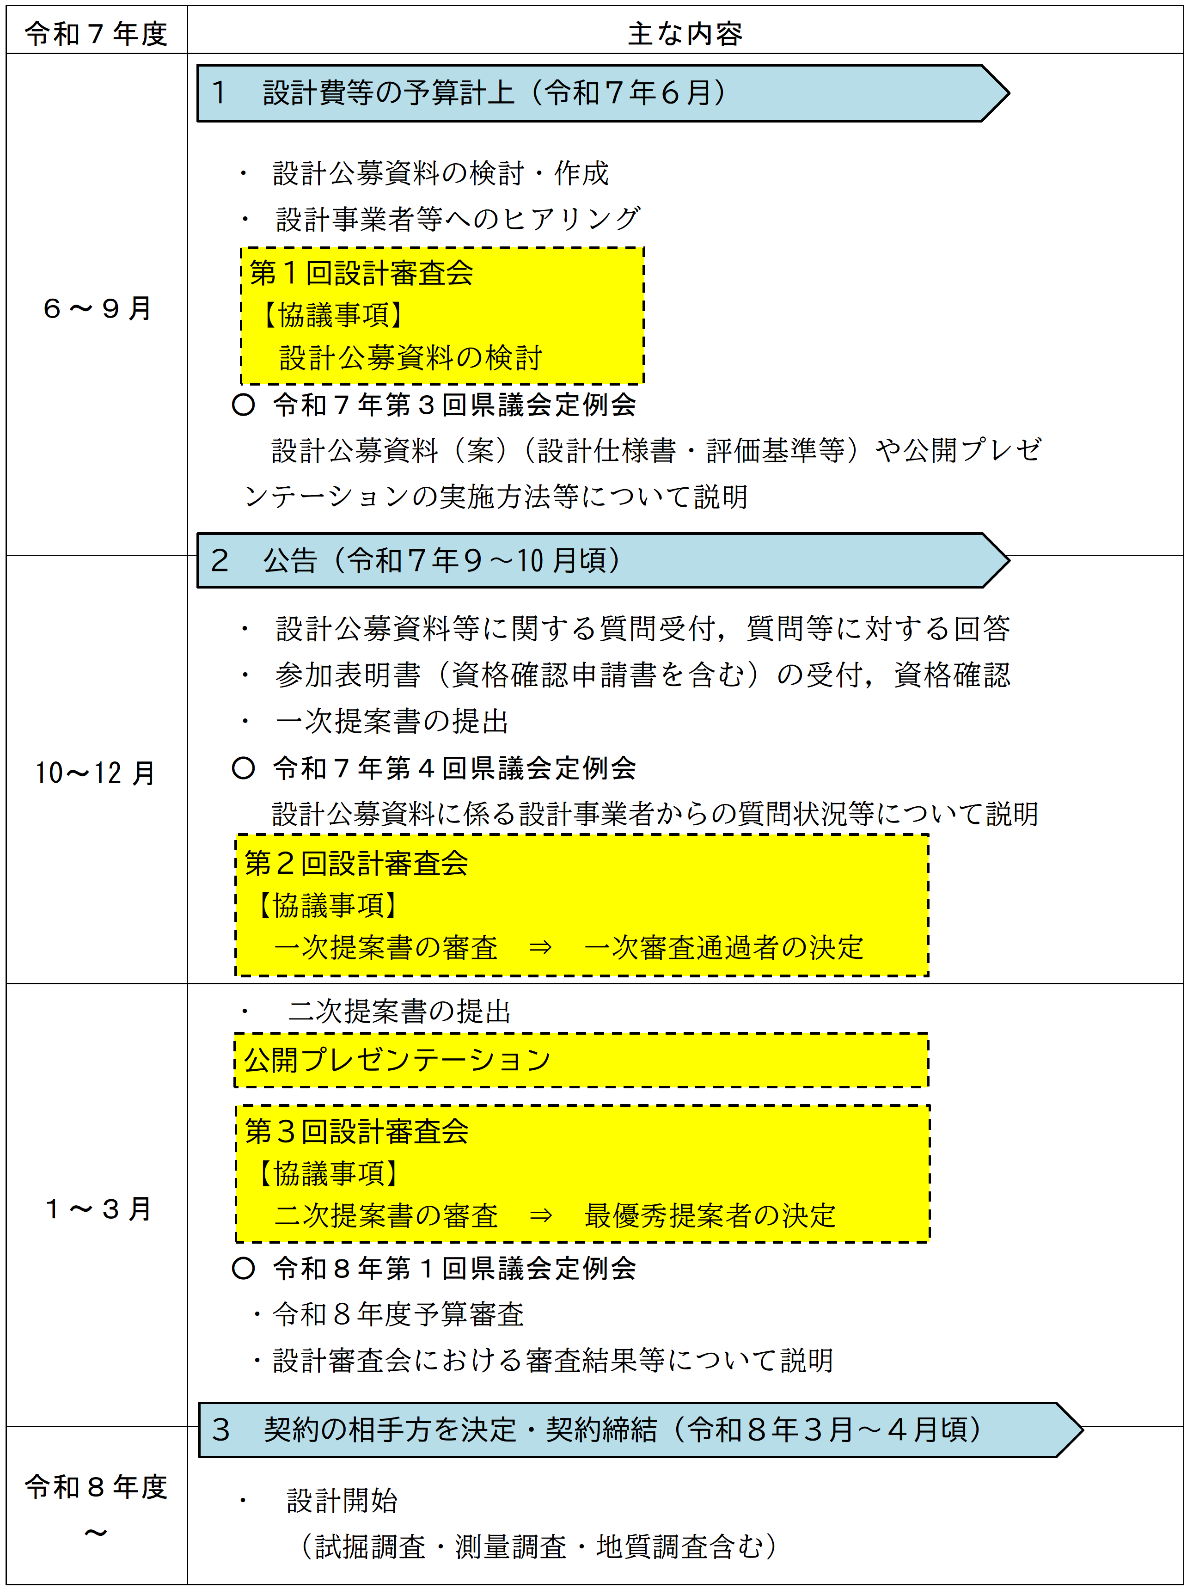 令和７年度
主な内容
１　設計費等の予算計上（令和７年６月）
６～９月
・ 設計公募資料の検討・作成
・ 設計事業者等へのヒアリング
第１回設計審査会
【協議事項】
設計公募資料の検討
〇 令和７年第３回県議会定例会
設計公募資料（案）（設計仕様書・評価基準等）や公開プレゼ
ンテーションの実施方法等について説明
２　公告（令和７年９～10 月頃）
10～12 月
・ 設計公募資料等に関する質問受付，質問等に対する回答
・ 参加表明書（資格確認申請書を含む）の受付，資格確認
・ 一次提案書の提出
〇 令和７年第４回県議会定例会
設計公募資料に係る設計事業者からの質問状況等について説明
第２回設計審査会
【協議事項】
一次提案書の審査　⇒　一次審査通過者の決定
１～３月
・　二次提案書の提出
公開プレゼンテーション
第３回設計審査会
【協議事項】
二次提案書の審査　⇒　最優秀提案者の決定
〇 令和８年第１回県議会定例会
・令和８年度予算審査
・設計審査会における審査結果等について説明
３　契約の相手方を決定・契約締結（令和８年３月～４月頃）
令和８年度
～
・　設計開始
（試掘調査・測量調査・地質調査含む）